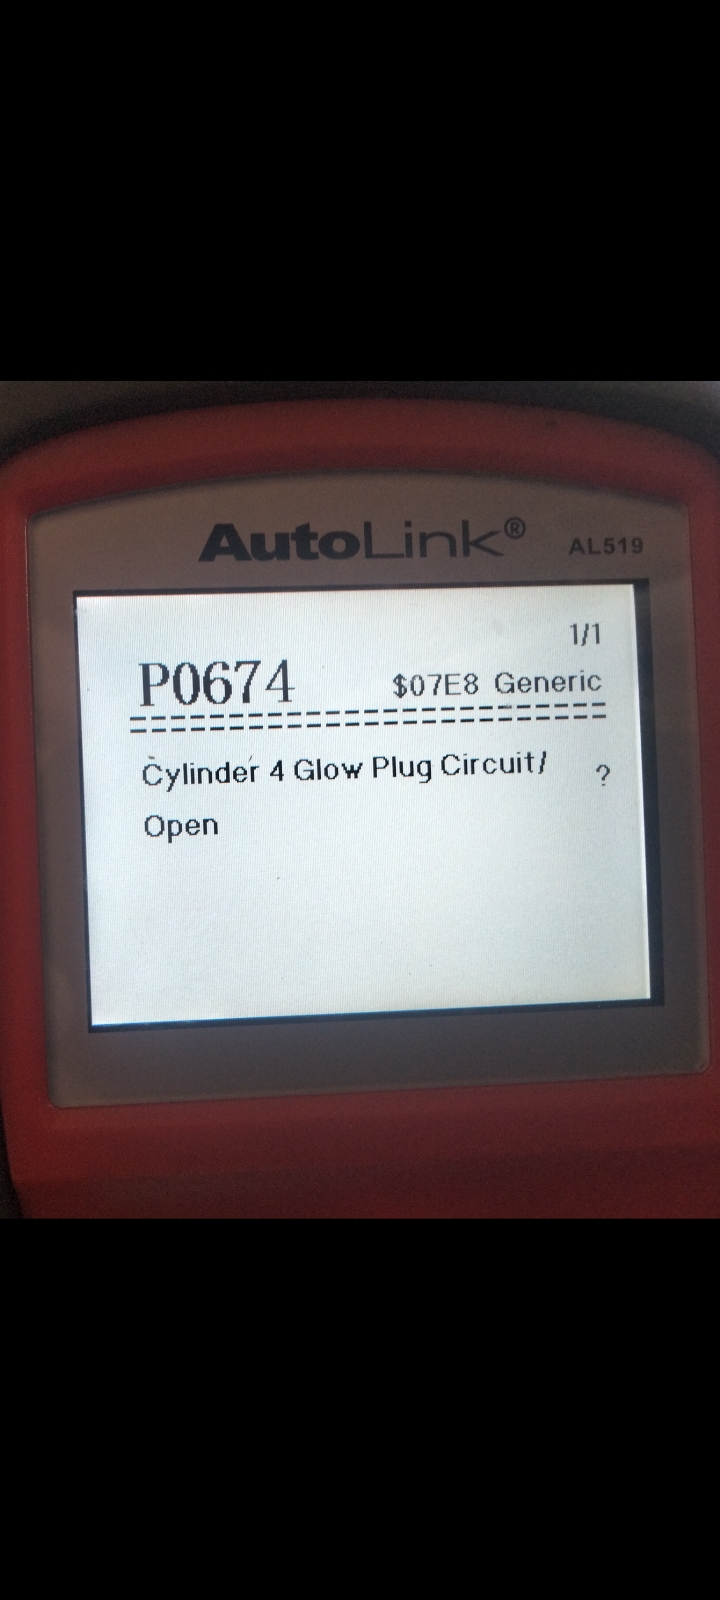 AutoLink® AL519
1/1
P0674 $07E8 Generic
Cylinder 4 Glow Plug Circuit/ ?
Open